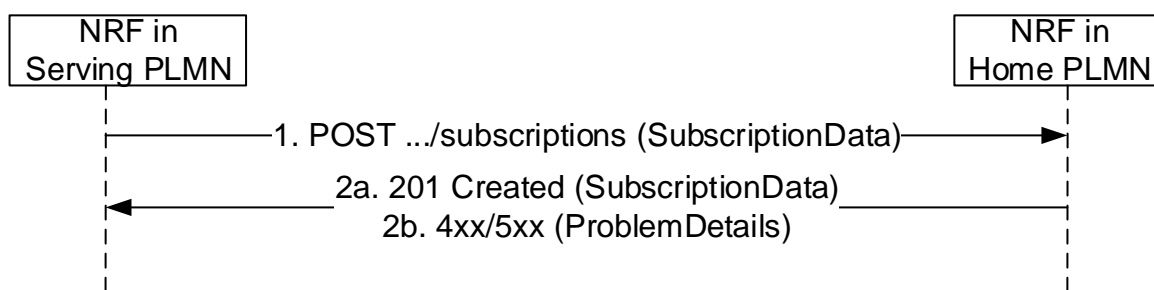 NRF in
Serving PLMN
NRF in
Home PLMN
1. POST .../subscriptions (SubscriptionData)
2a. 201 Created (SubscriptionData)
2b. 4xx/5xx (ProblemDetails)